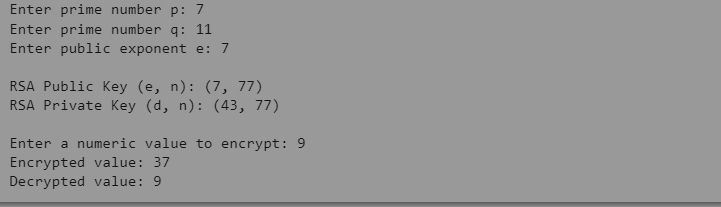 Enter prime number p: 7
Enter prime number q: 11
Enter public exponent e: 7
RSA Public Key (e, n): (7, 77)
RSA Private Key (d, n): (43, 77)
Enter a numeric value to encrypt: 9
Encrypted value: 37
Decrypted value: 9